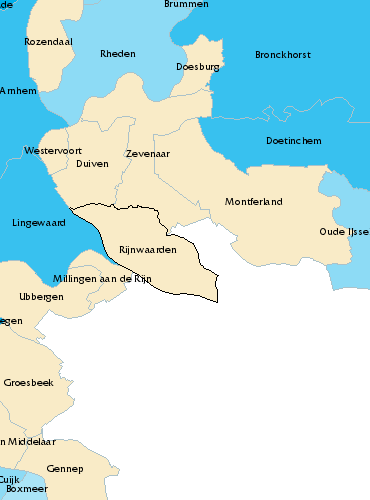 de
Brummen
Rozendaal
Rheden
Bronckhorst
Doesburg
Arnhem
Doetinchem
Westervoort
Zevenaar
Duiven
Montferland
Lingewaard
Oude IJsse
Rijnwaarden
Millingen aan de Rijn
Ubbergen
egen
Groesbeek
n Middelaar
Gennep
Cuijk
Boxmeer